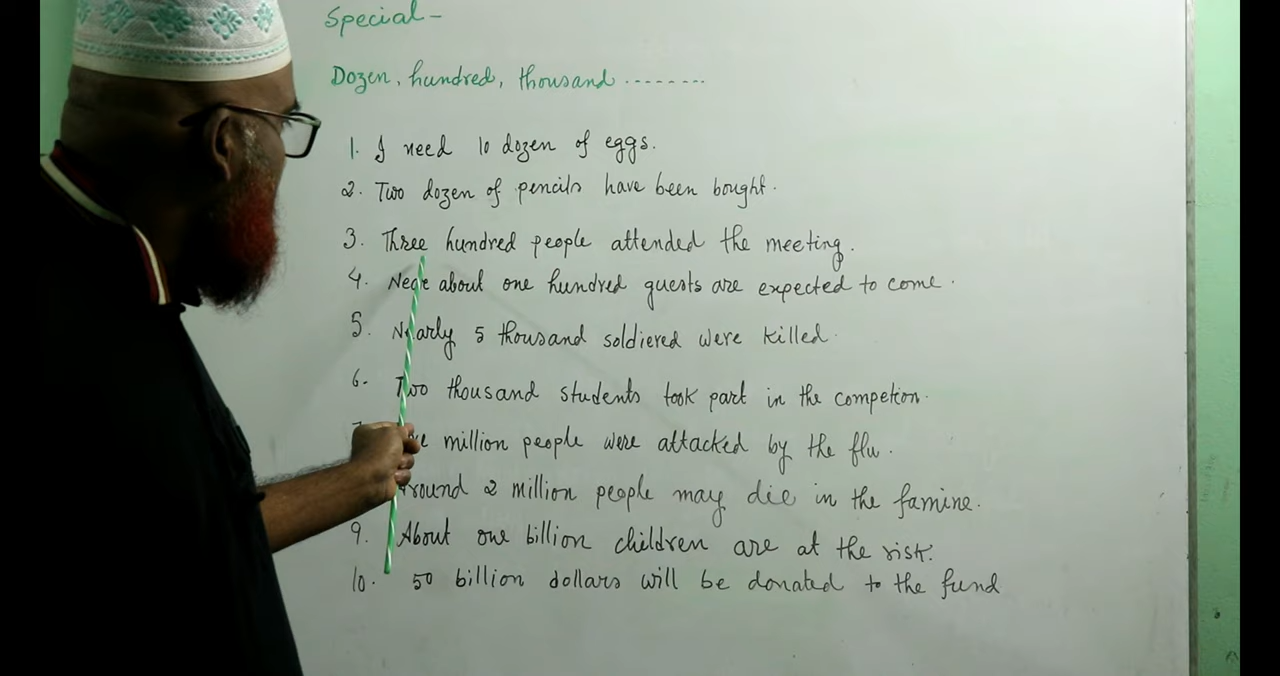 Special -
Dozen, hundred, thousand ........
1. I need 10 dozen of eggs.
2. Two dozen of pencils have been bought.
3. Three hundred people attended the meeting.
4. about one hundred guests are expected to come.
5. Nearly 5 thousand soldiered were killed.
6. Two thousand students took part in the competion.
million people were attacked by the flu.
Around 2 million people may die in the famine.
9. About one billion children are at the risk.
10. 50 billion dollars will be donated to the fund